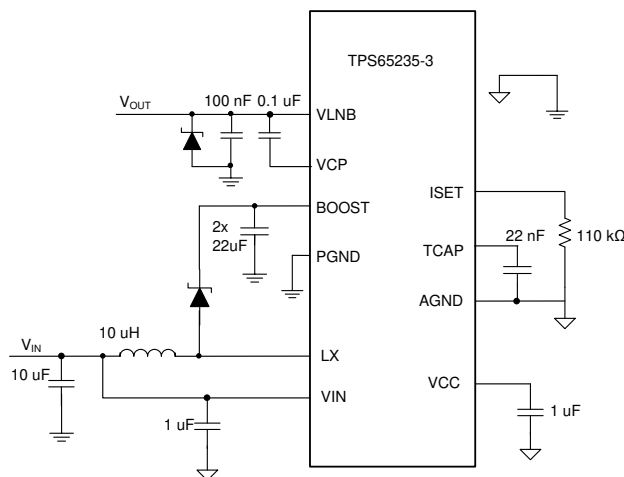 TPS65235-3
VOUT
100 nF
0.1 uF
VLNB
VCP
BOOST
2x
22uF
PGND
ISET
110 kΩ
22 nF
TCAP
AGND
10 uH
VIN
LX
10 uF
VIN
1 uF
VCC
1 uF